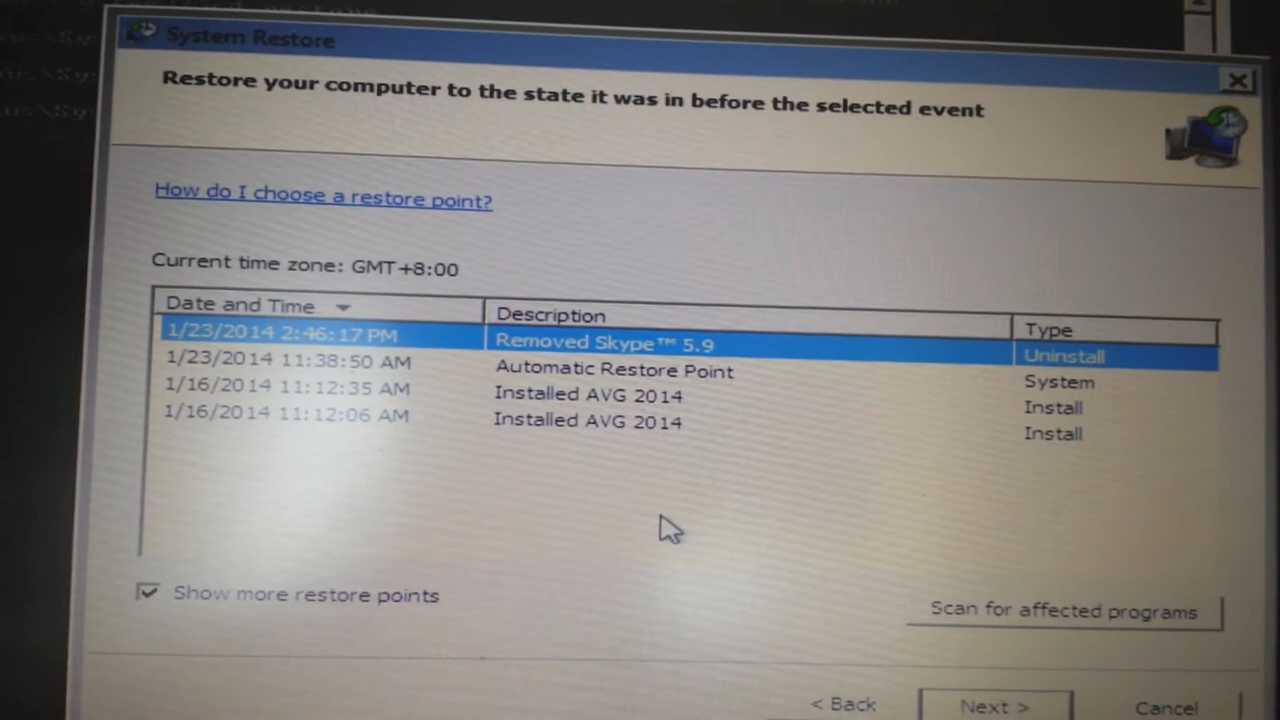 System Restore
Restore your computer to the state it was in before the selected event
How do I choose a restore point?
Current time zone: GMT+8:00
Date and Time Description Type
1/23/2014 2:46:17 PM Removed Skype™ 5.9 Uninstall
1/23/2014 11:38:50 AM Automatic Restore Point System
1/16/2014 11:12:35 AM Installed AVG 2014 Install
1/16/2014 11:12:06 AM Installed AVG 2014 Install
Show more restore points
Scan for affected programs
< Back Next > Cancel